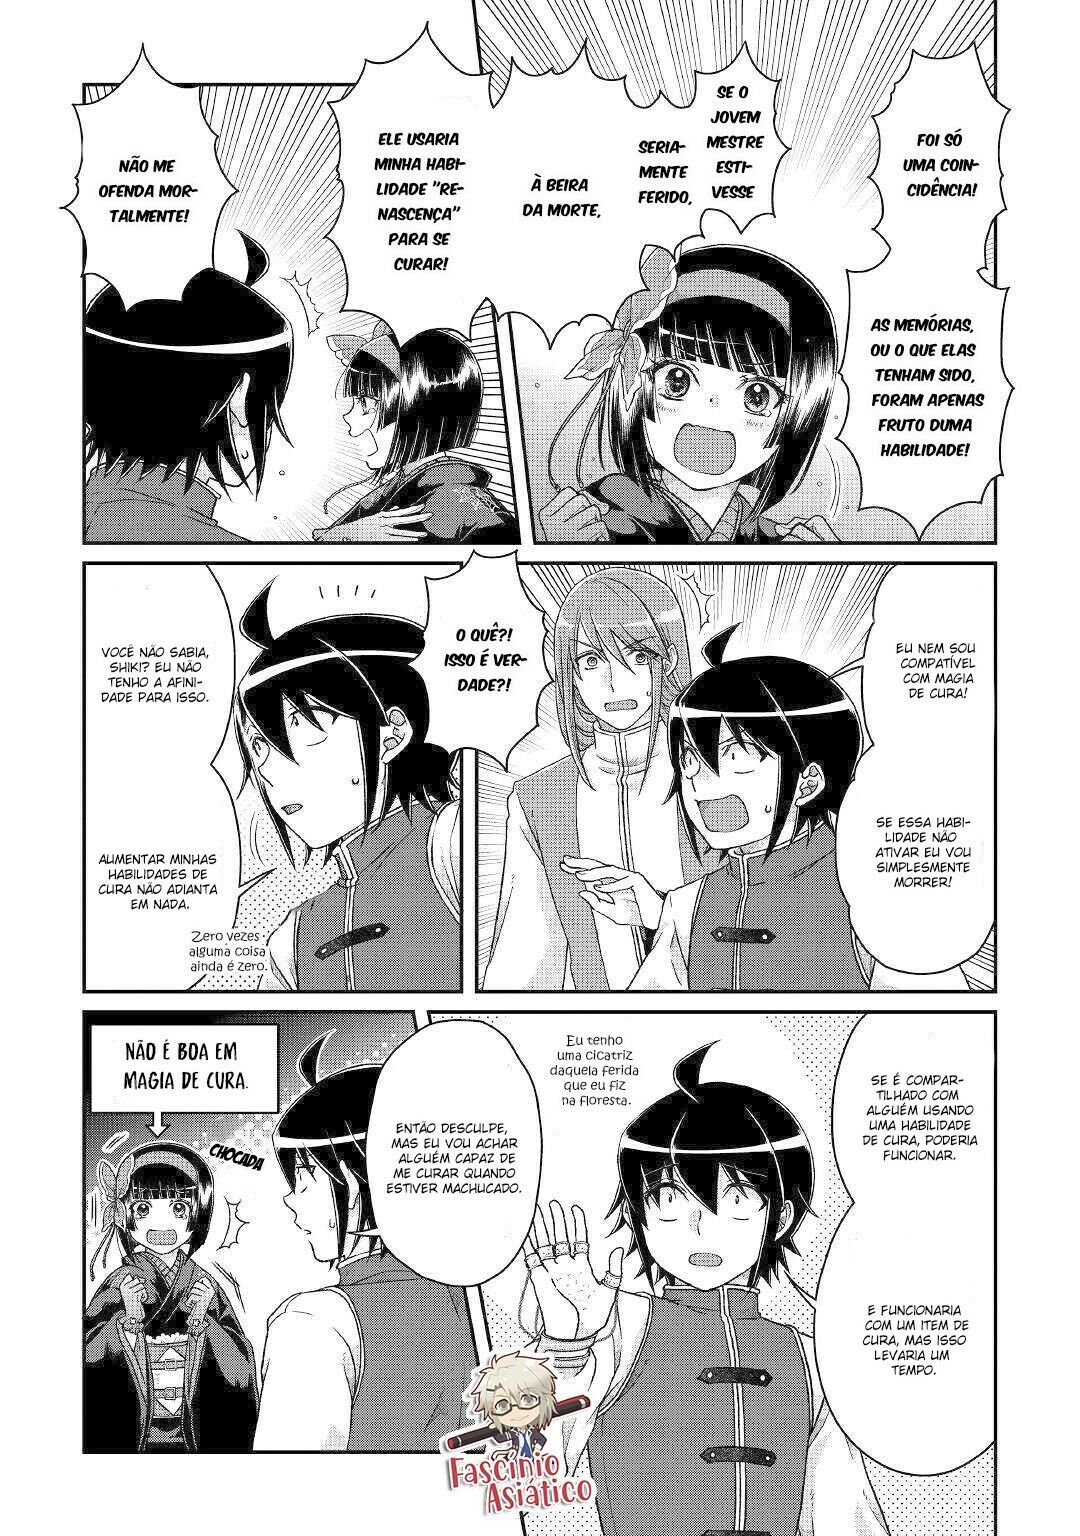 FOI SÓ
UMA COIN-
CIDÊNCIA!
AS MEMÓRIAS,
OU O QUE ELAS
TENHAM SIDO,
FORAM APENAS
FRUTO DUMA
HABILIDADE!
SE O
JOVEM
MESTRE
ESTI-
VESSE
SERIA-
MENTE
FERIDO,
À BEIRA
DA MORTE,
ELE USARIA
MINHA HABI-
LIDADE "RE-
NASCENÇA"
PARA SE
CURAR!
NÃO ME
OFENDA MOR-
TALMENTE!
EU NEM SOU
COMPATÍVEL
COM MAGIA
DE CURA!
SE ESSA HABI-
LIDADE NÃO
ATIVAR EU VOU
SIMPLESMENTE
MORRER!
O QUÊ?!
ISSO É VER-
DADE?!
VOCÊ NÃO SABIA,
SHIKI? EU NÃO
TENHO A AFINI-
DADE PARA ISSO.
AUMENTAR MINHAS
HABILIDADES DE
CURA NÃO ADIANTA
EM NADA.
Zero vezes
alguma coisa
ainda é zero.
SE É COMPAR-
TILHADO COM
ALGUÉM USANDO
UMA HABILIDADE
DE CURA, PODERIA
FUNCIONAR.
E FUNCIONARIA
COM UM ITEM DE
CURA, MAS ISSO
LEVARIA UM
TEMPO.
Eu tenho
uma cicatriz
daquela ferida
que eu fiz
na floresta.
ENTÃO DESCULPE,
MAS EU VOU ACHAR
ALGUÉM CAPAZ DE
ME CURAR QUANDO
ESTIVER MACHUCADO.
NÃO É BOA EM
MAGIA DE CURA.
CHOCADA
Fascínio
Asiático